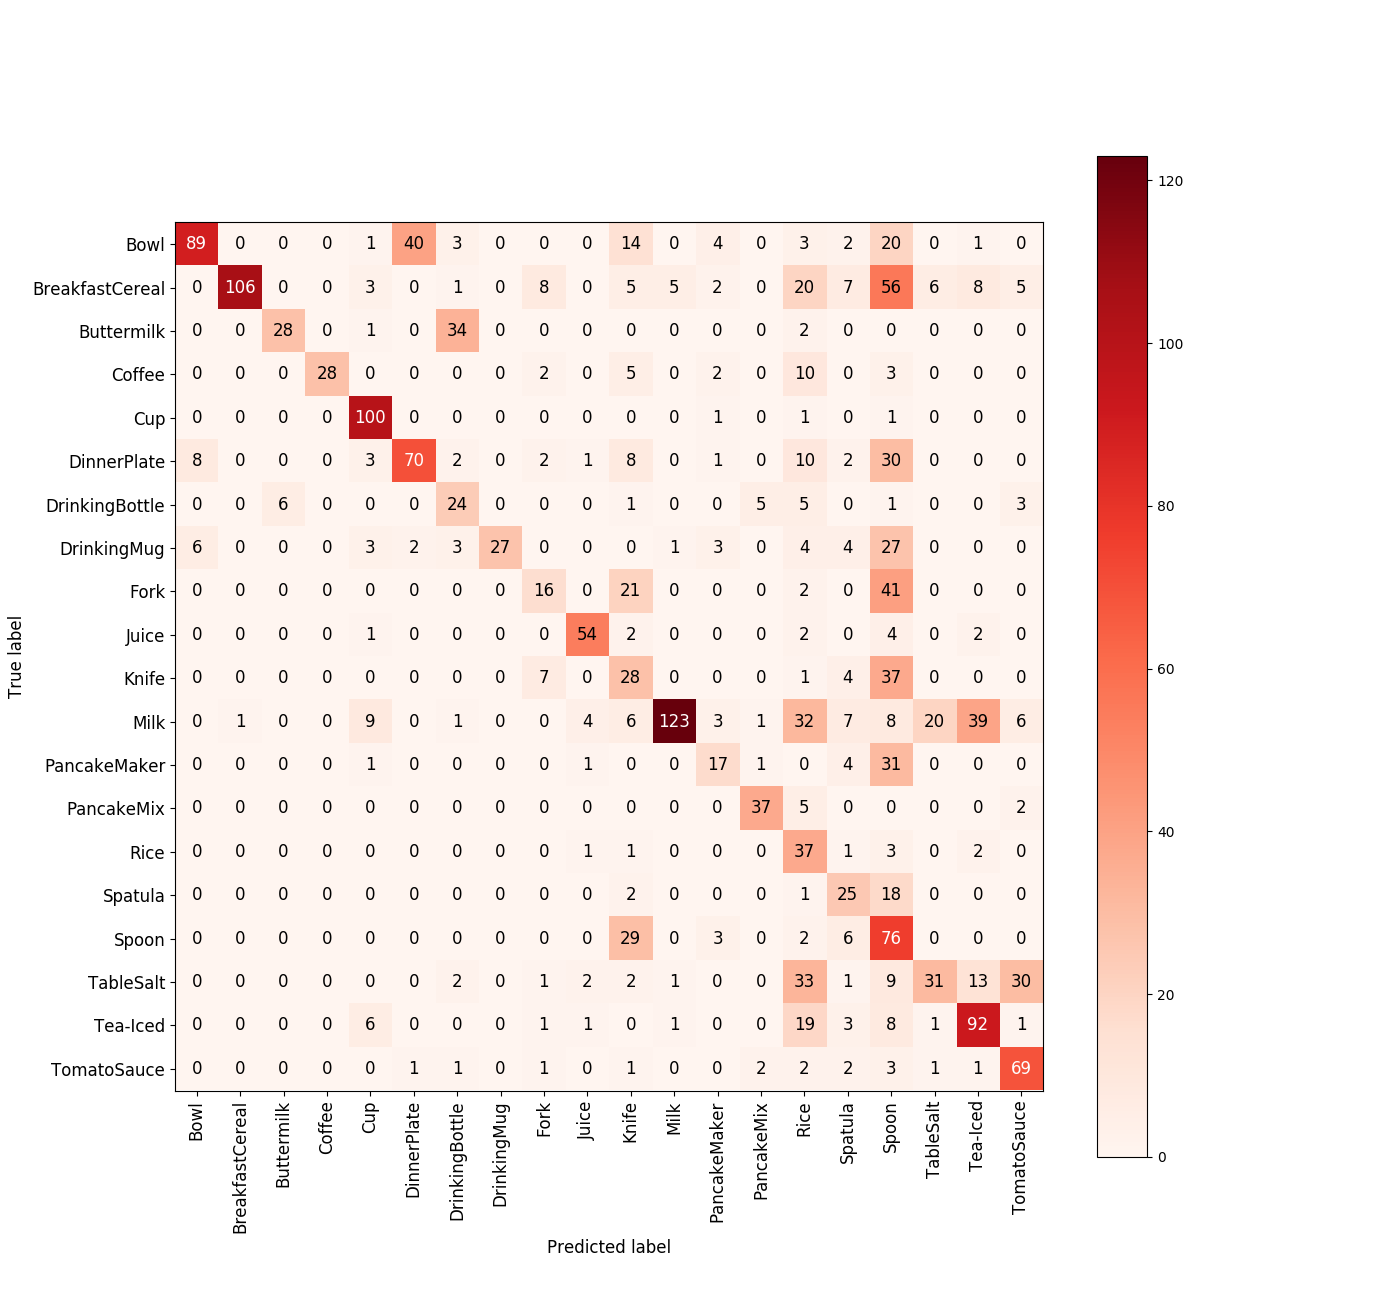 120
Bowl 89 0 0 0 1 40 3 0 0 0 14 0 4 0 3 2 20 0 1 0
BreakfastCereal 0 106 0 0 3 0 1 0 8 0 5 5 2 0 20 7 56 6 8 5
Buttermilk 0 0 28 0 1 0 34 0 0 0 0 0 0 0 2 0 0 0 0 0
100
Coffee 0 0 0 28 0 0 0 0 2 0 5 0 2 0 10 0 3 0 0 0
Cup 0 0 0 0 100 0 0 0 0 0 0 0 1 0 1 0 1 0 0 0
DinnerPlate 8 0 0 0 3 70 2 0 2 1 8 0 1 0 10 2 30 0 0 0
DrinkingBottle 0 0 6 0 0 0 24 0 0 0 1 0 0 5 5 0 1 0 0 3
80
DrinkingMug 6 0 0 0 3 2 3 27 0 0 0 1 3 0 4 4 27 0 0 0
Fork 0 0 0 0 0 0 0 0 16 0 21 0 0 0 2 0 41 0 0 0
Juice 0 0 0 0 1 0 0 0 0 54 2 0 0 0 2 0 4 0 2 0
True label
60
Knife 0 0 0 0 0 0 0 0 7 0 28 0 0 0 1 4 37 0 0 0
Milk 0 1 0 0 9 0 1 0 0 4 6 123 3 1 32 7 8 20 39 6
PancakeMaker 0 0 0 0 1 0 0 0 0 1 0 0 17 1 0 4 31 0 0 0
PancakeMix 0 0 0 0 0 0 0 0 0 0 0 0 0 37 5 0 0 0 0 2
40
Rice 0 0 0 0 0 0 0 0 0 1 1 0 0 0 37 1 3 0 2 0
Spatula 0 0 0 0 0 0 0 0 0 0 2 0 0 0 1 25 18 0 0 0
Spoon 0 0 0 0 0 0 0 0 0 0 29 0 3 0 2 6 76 0 0 0
TableSalt 0 0 0 0 0 0 2 0 1 2 2 1 0 0 33 1 9 31 13 30
20
Tea-Iced 0 0 0 0 6 0 0 0 1 1 0 1 0 0 19 3 8 1 92 1
TomatoSauce 0 0 0 0 0 1 1 0 1 0 1 0 0 2 2 2 3 1 1 69
0
Bowl
BreakfastCereal
Buttermilk
Coffee
Cup
DinnerPlate
DrinkingBottle
DrinkingMug
Fork
Juice
Knife
Milk
PancakeMaker
PancakeMix
Rice
Spatula
Spoon
TableSalt
Tea-Iced
TomatoSauce
Predicted label